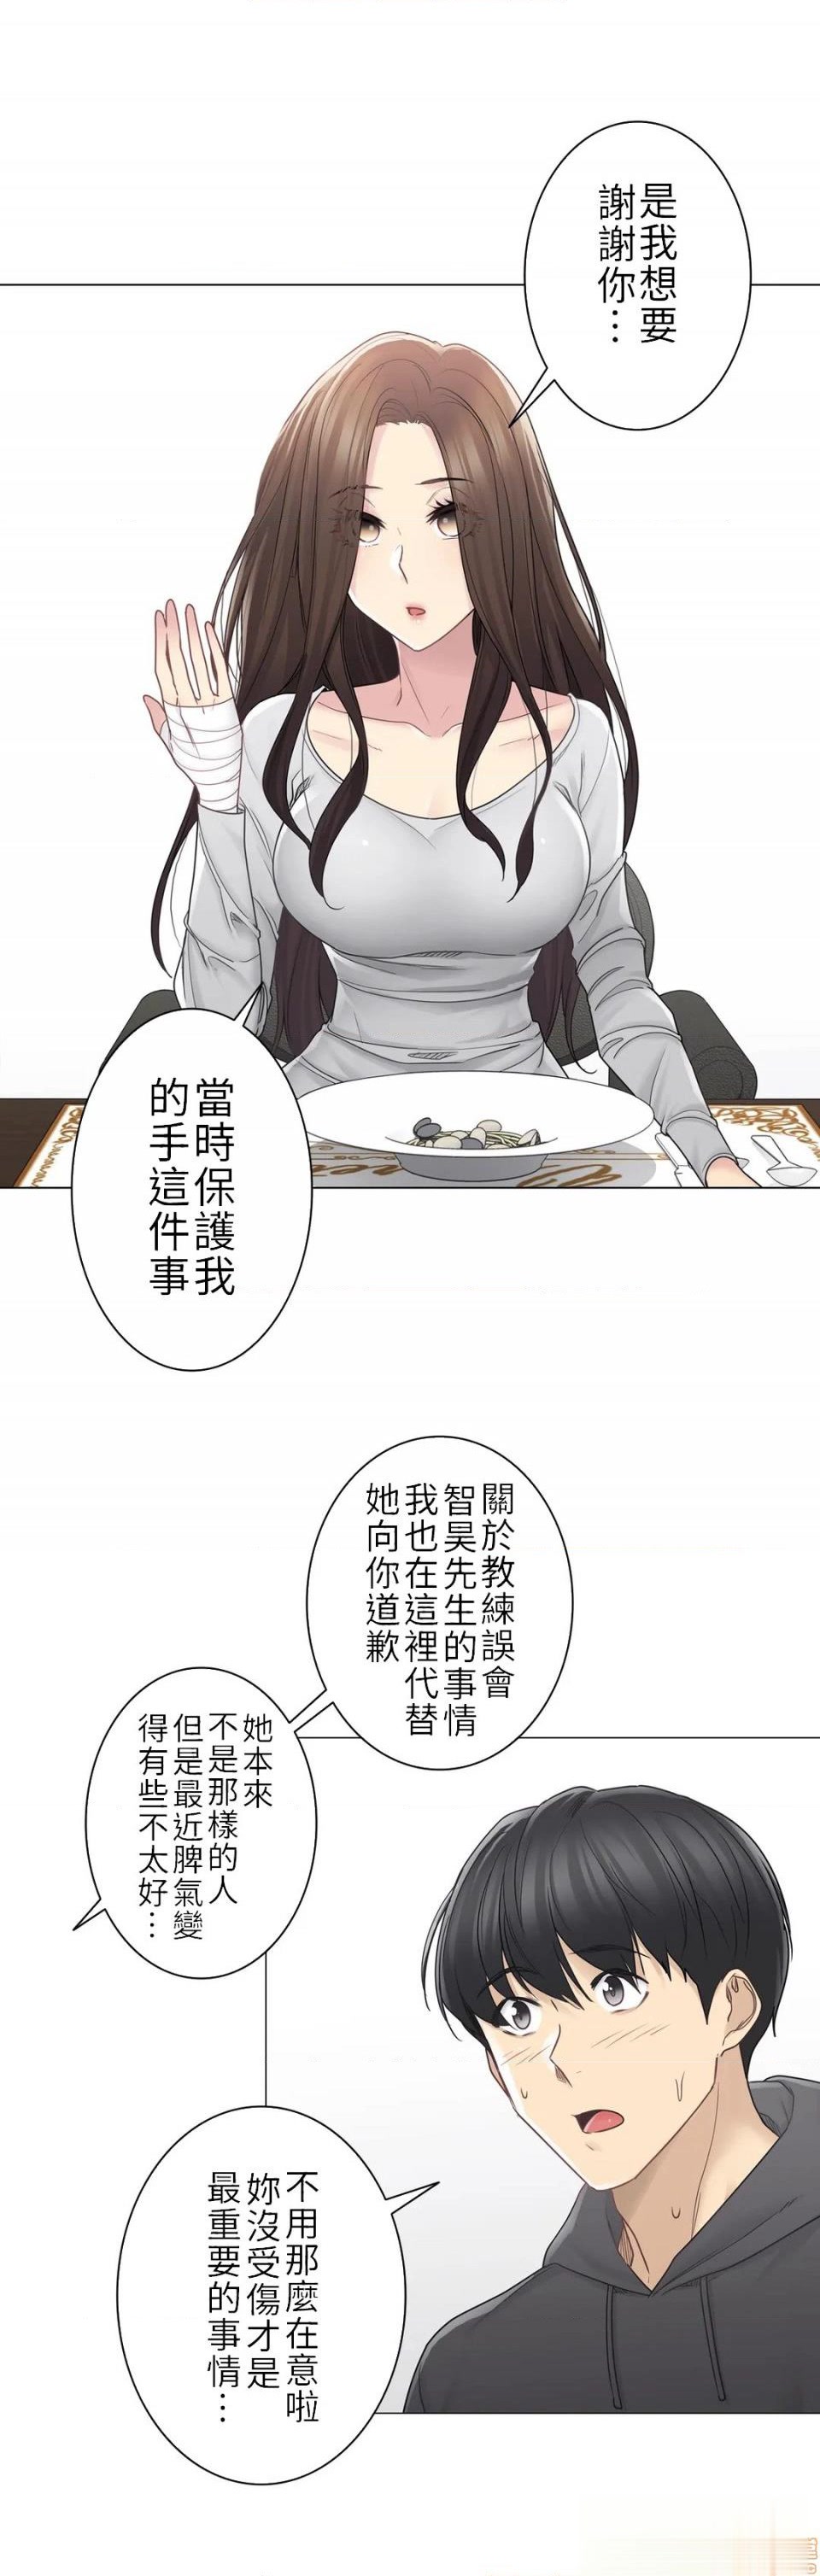 是我想要
謝謝你…
當時保護我
的手這件事
關於教練誤會
智昊先生的事情
我也在這裡代替
她向你道歉
她本來
不是那樣的人
但是最近脾氣變
得有些不太好…
不用那麼在意啦
妳沒受傷才是
最重要的事情…